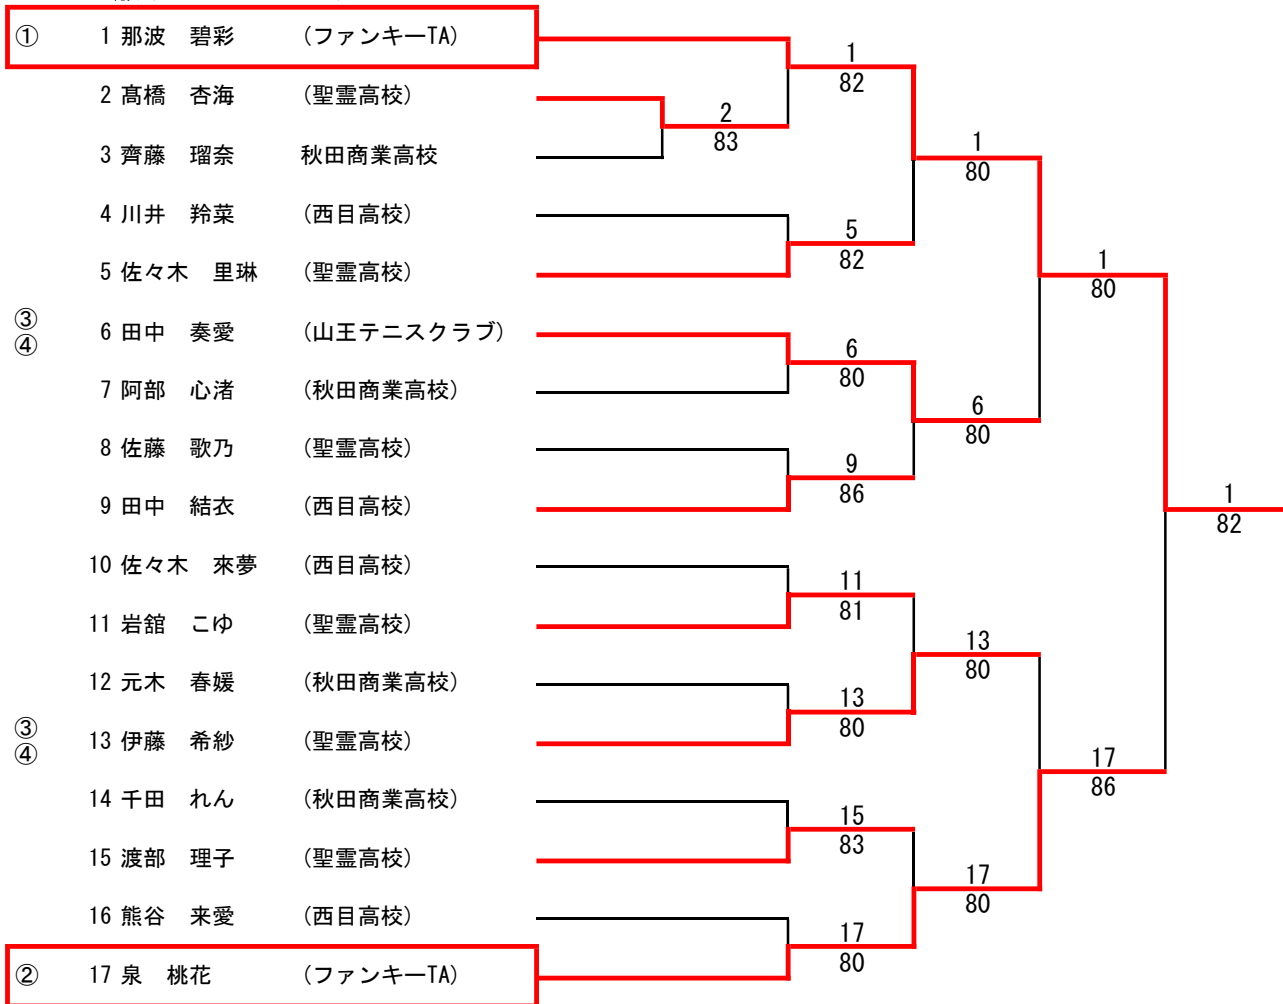 ① 1 那波 碧彩 (ファンキーTA)
2 髙橋 杏海 (聖霊高校)
3 齊藤 瑠奈 秋田商業高校
4 川井 羚菜 (西目高校)
5 佐々木 里琳 (聖霊高校)
③
④
6 田中 奏愛 (山王テニスクラブ)
7 阿部 心渚 (秋田商業高校)
8 佐藤 歌乃 (聖霊高校)
9 田中 結衣 (西目高校)
10 佐々木 來夢 (西目高校)
11 岩舘 こゆ (聖霊高校)
12 元木 春媛 (秋田商業高校)
③
④
13 伊藤 希紗 (聖霊高校)
14 千田 れん (秋田商業高校)
15 渡部 理子 (聖霊高校)
16 熊谷 来愛 (西目高校)
② 17 泉 桃花 (ファンキーTA)
2
83
1
82
5
82
6
80
9
86
11
81
13
80
15
83
17
80
1
80
6
80
13
80
17
80
1
80
17
86
1
82